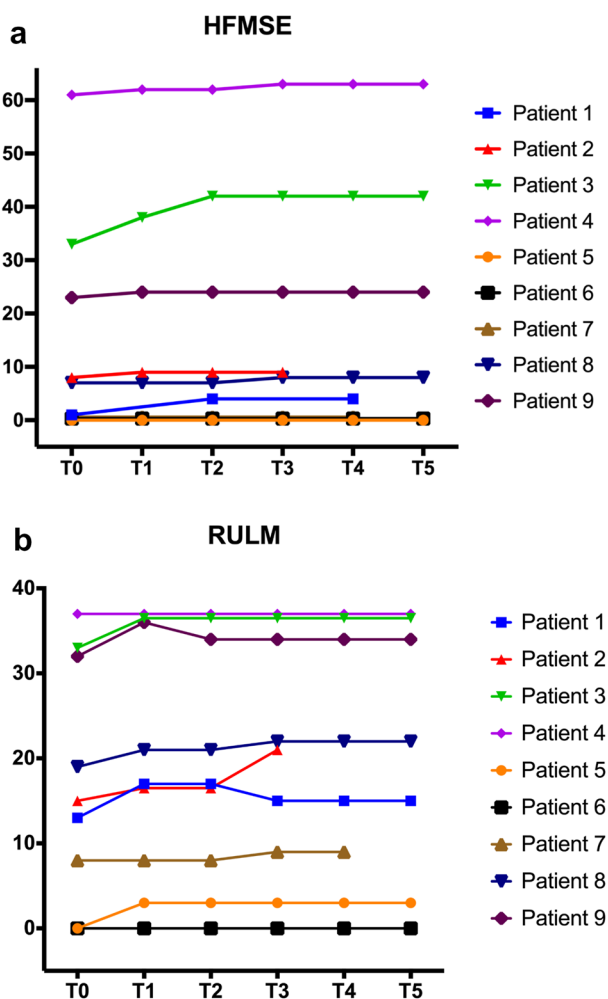 a
HFMSE
60
50
40
30
20
10
0
T0 T1 T2 T3 T4 T5
Patient 1
Patient 2
Patient 3
Patient 4
Patient 5
Patient 6
Patient 7
Patient 8
Patient 9
b
RULM
40
30
20
10
0
T0 T1 T2 T3 T4 T5
Patient 1
Patient 2
Patient 3
Patient 4
Patient 5
Patient 6
Patient 7
Patient 8
Patient 9